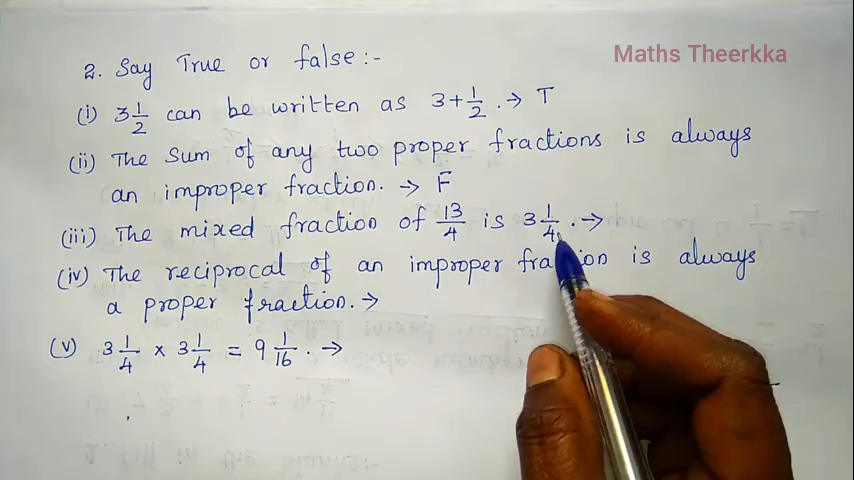 Maths Theerkka
2. Say True or false:-
(i) 3 1/2 can be written as 3 + 1/2. → T
(ii) The sum of any two proper fractions is always
an improper fraction. → F
(iii) The mixed fraction of 13/4 is 3 1/4. →
(iv) The reciprocal of an improper fraction is always
a proper fraction. →
(v) 3 1/4 × 3 1/4 = 9 1/16. →